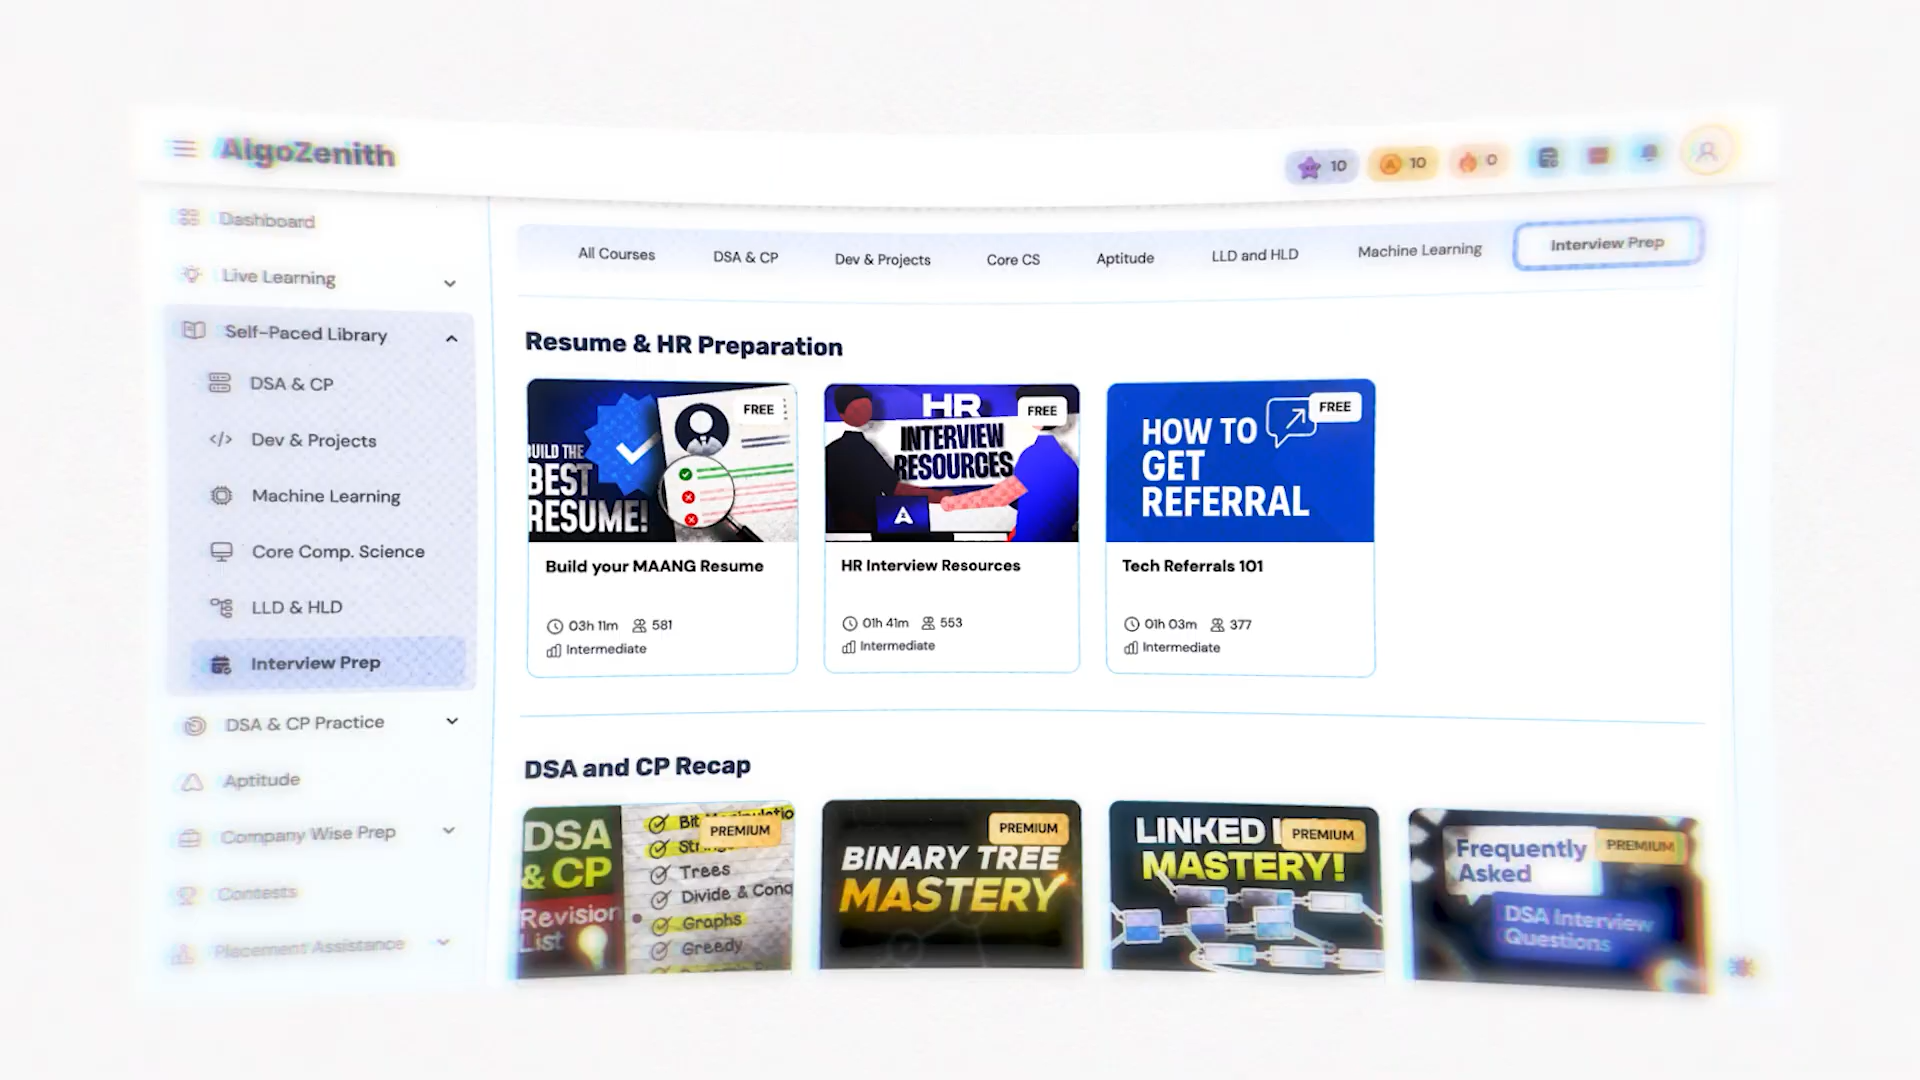 AlgoZenith
10
10
0
Dashboard
Live Learning
Self-Paced Library
DSA & CP
Dev & Projects
Machine Learning
Core Comp. Science
LLD & HLD
Interview Prep
DSA & CP Practice
Aptitude
Company Wise Prep
Contests
Placement Assistance
All Courses
DSA & CP
Dev & Projects
Core CS
Aptitude
LLD and HLD
Machine Learning
Interview Prep
Resume & HR Preparation
FREE
BUILD THE
BEST
RESUME!
Build your MAANG Resume
03h 11m
581
Intermediate
FREE
HR
INTERVIEW
RESOURCES
HR Interview Resources
01h 41m
553
Intermediate
FREE
HOW TO
GET
REFERRAL
Tech Referrals 101
01h 03m
377
Intermediate
DSA and CP Recap
PREMIUM
DSA
& CP
Revision
List
Bit
Trees
Divide & Conq
Graphs
Greedy
PREMIUM
BINARY TREE
MASTERY
PREMIUM
LINKED
MASTERY!
PREMIUM
Frequently
Asked
DSA Interview
Questions